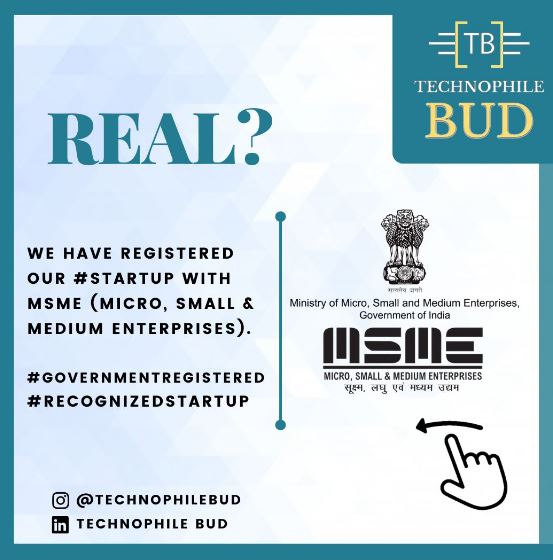 TB
TECHNOPHILE
BUD
REAL?
WE HAVE REGISTERED
OUR #STARTUP WITH
MSME (MICRO, SMALL &
MEDIUM ENTERPRISES).
#GOVERNMENTREGISTERED
#RECOGNIZEDSTARTUP
Ministry of Micro, Small and Medium Enterprises,
Government of India
MSME
MICRO, SMALL & MEDIUM ENTERPRISES
सूक्ष्म, लघु एवं मध्यम उद्यम
@TECHNOPHILEBUD
TECHNOPHILE BUD